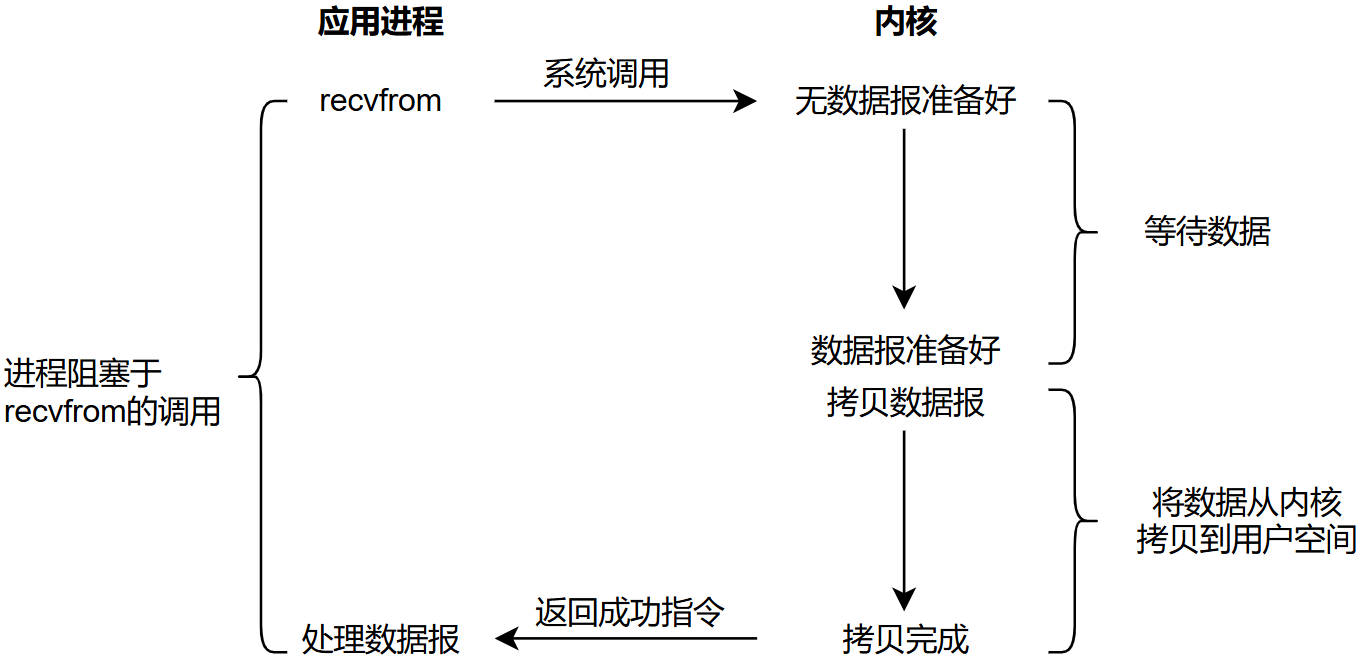 应用进程
内核
系统调用
recvfrom
无数据报准备好
等待数据
数据报准备好
进程阻塞于
recvfrom的调用
拷贝数据报
将数据从内核
拷贝到用户空间
返回成功指令
处理数据报
拷贝完成